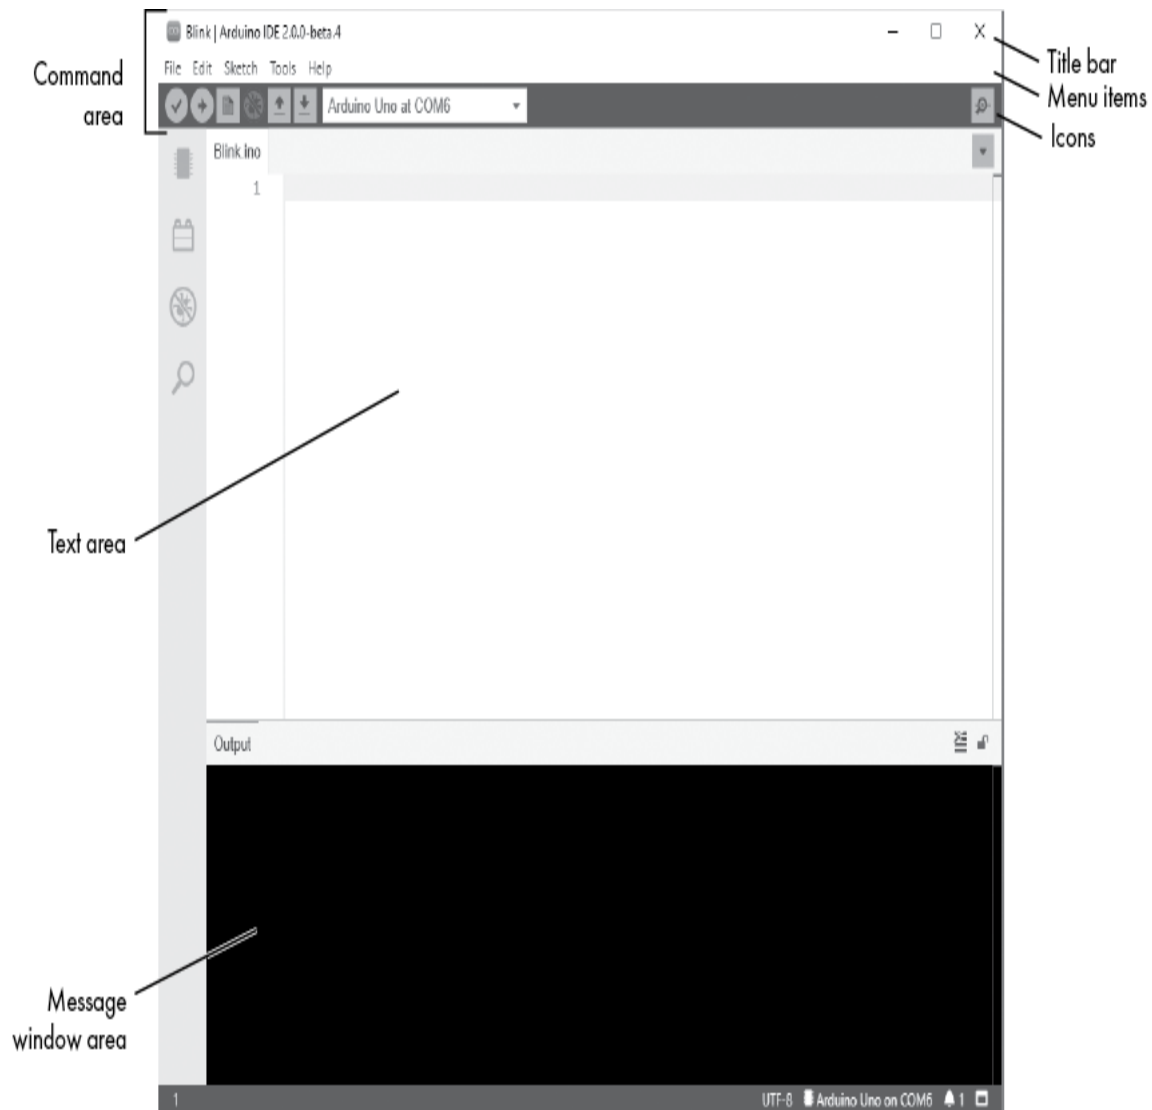 Blink | Arduino IDE 2.0.0-beta.4
File Edit Sketch Tools Help
Arduino Uno at COM6
Command
area
Title bar
Menu items
Icons
Blink.ino
1
Text area
Output
Message
window area
1 UTF-8 Arduino Uno on COM6 1